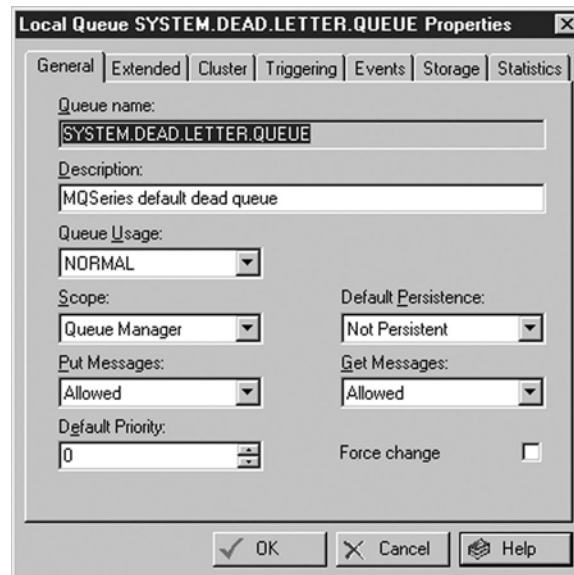 Local Queue SYSTEM.DEAD.LETTER.QUEUE Properties
General Extended Cluster Triggering Events Storage Statistics
Queue name:
SYSTEM.DEAD.LETTER.QUEUE
Description:
MQSeries default dead queue
Queue Usage:
NORMAL
Scope: Default Persistence:
Queue Manager Not Persistent
Put Messages: Get Messages:
Allowed Allowed
Default Priority:
0 Force change
OK Cancel Help